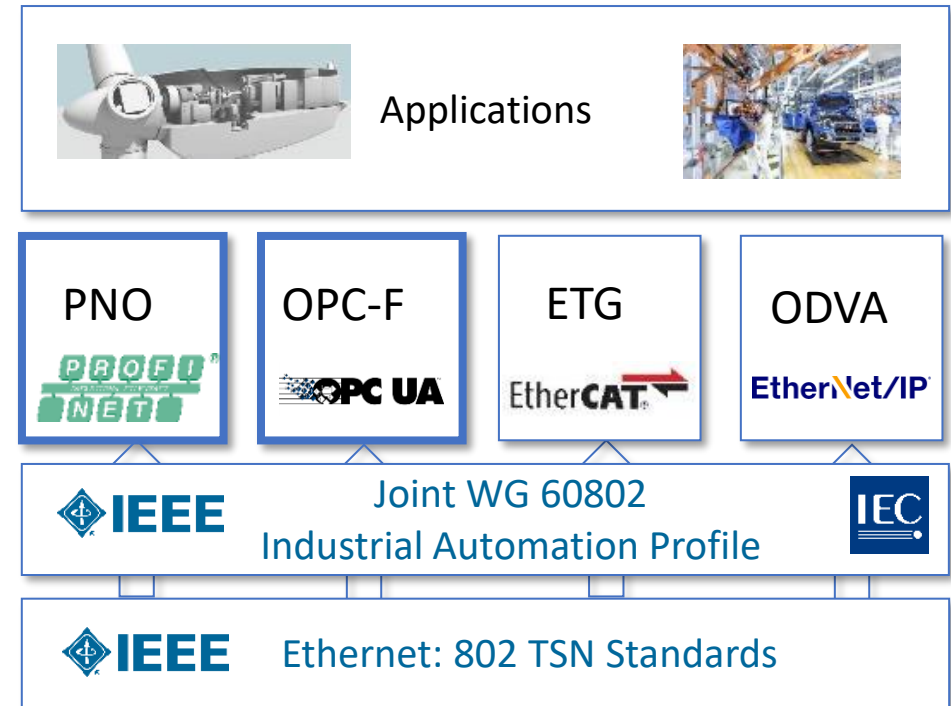 Applications
PNO
OPC-F
ETG
ODVA
PROFI®
NET
OPC UA
EtherCAT®
EtherNet/IP
IEEE
Joint WG 60802
Industrial Automation Profile
IEC
IEEE
Ethernet: 802 TSN Standards